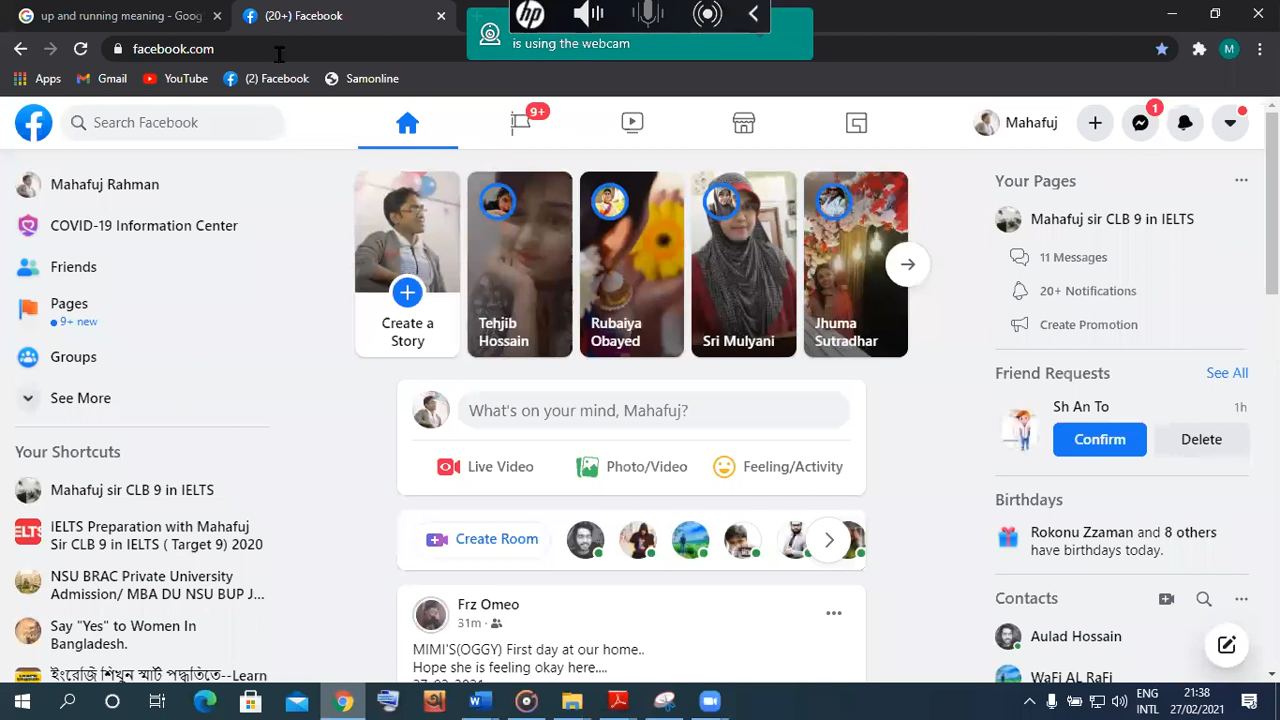 up and running meaning - Goog
(20+) Facebook
hp
is using the webcam
facebook.com
M
Apps
Gmail
YouTube
(2) Facebook
Samonline
Search Facebook
9+
Mahafuj
1
Mahafuj Rahman
COVID-19 Information Center
Friends
Pages
9+ new
Groups
See More
Your Shortcuts
Mahafuj sir CLB 9 in IELTS
IELTS Preparation with Mahafuj
Sir CLB 9 in IELTS ( Target 9) 2020
NSU BRAC Private University
Admission/ MBA DU NSU BUP J...
Say "Yes" to Women In
Bangladesh.
ইংরেজি শিখুন স্মার্ট পদ্ধতিতে--Learn
Create a
Story
Tehjib
Hossain
Rubaiya
Obayed
Sri Mulyani
Jhuma
Sutradhar
What's on your mind, Mahafuj?
Live Video
Photo/Video
Feeling/Activity
Create Room
Frz Omeo
31m ·
MIMI'S(OGGY) First day at our home..
Hope she is feeling okay here....
Your Pages
Mahafuj sir CLB 9 in IELTS
11 Messages
20+ Notifications
Create Promotion
Friend Requests
See All
Sh An To
1h
Confirm
Delete
Birthdays
Rokonu Zzaman and 8 others
have birthdays today.
Contacts
Aulad Hossain
WaFi AL RaFi
ENG
INTL
21:38
27/02/2021